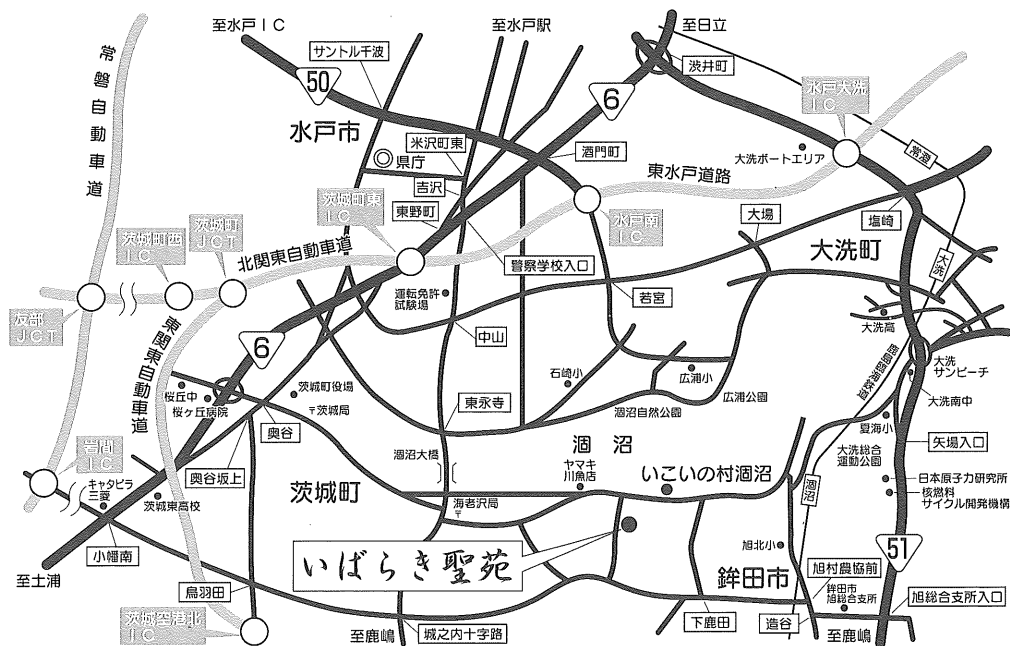 至水戸IC
至水戸駅
至日立
常磐自動車道
サントル千波
50
6
渋井町
水戸大洗
IC
水戸市
米沢町東
県庁
酒門町
大洗ボートエリア
常澄
東水戸道路
吉沢
東野町
茨城町東
IC
水戸南
IC
大場
塩崎
茨城町西
IC
茨城町
JCT
北関東自動車道
警察学校入口
大洗町
大洗
友部
JCT
運転免許
試験場
若宮
中山
大洗高
東関東自動車道
6
鹿島臨海鉄道
大洗
サンビーチ
石崎小
広浦小
桜丘中
桜ヶ丘病院
茨城町役場
〒茨城局
東永寺
涸沼自然公園
広浦公園
大洗南中
奥谷
夏海小
涸沼
矢場入口
岩間
IC
奥谷坂上
涸沼大橋
大洗総合
運動公園
キャタピラ
三菱
茨城東高校
茨城町
ヤマキ
川魚店
いこいの村涸沼
涸沼
日本原子力研究所
核燃料
サイクル開発機構
海老沢局
〒
小幡南
いばらき聖苑
旭北小
51
至土浦
鉾田市
旭村農協前
鳥羽田
鉾田市
旭総合支所
旭総合支所入口
茨城空港北
IC
至鹿嶋
城之内十字路
下鹿田
造谷
至鹿嶋